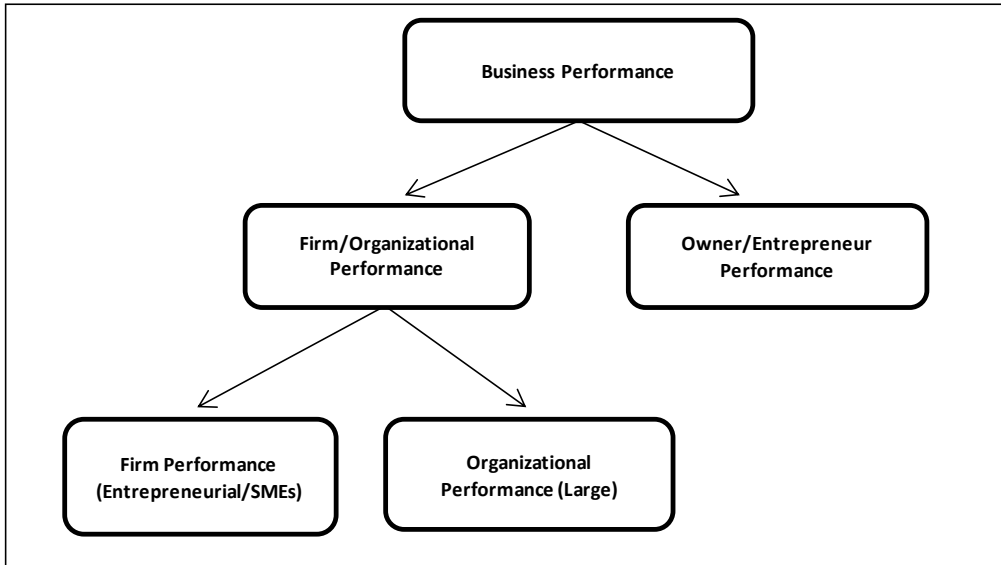 Business Performance
Firm/Organizational
Performance
Owner/Entrepreneur
Performance
Firm Performance
(Entrepreneurial/SMEs)
Organizational
Performance (Large)